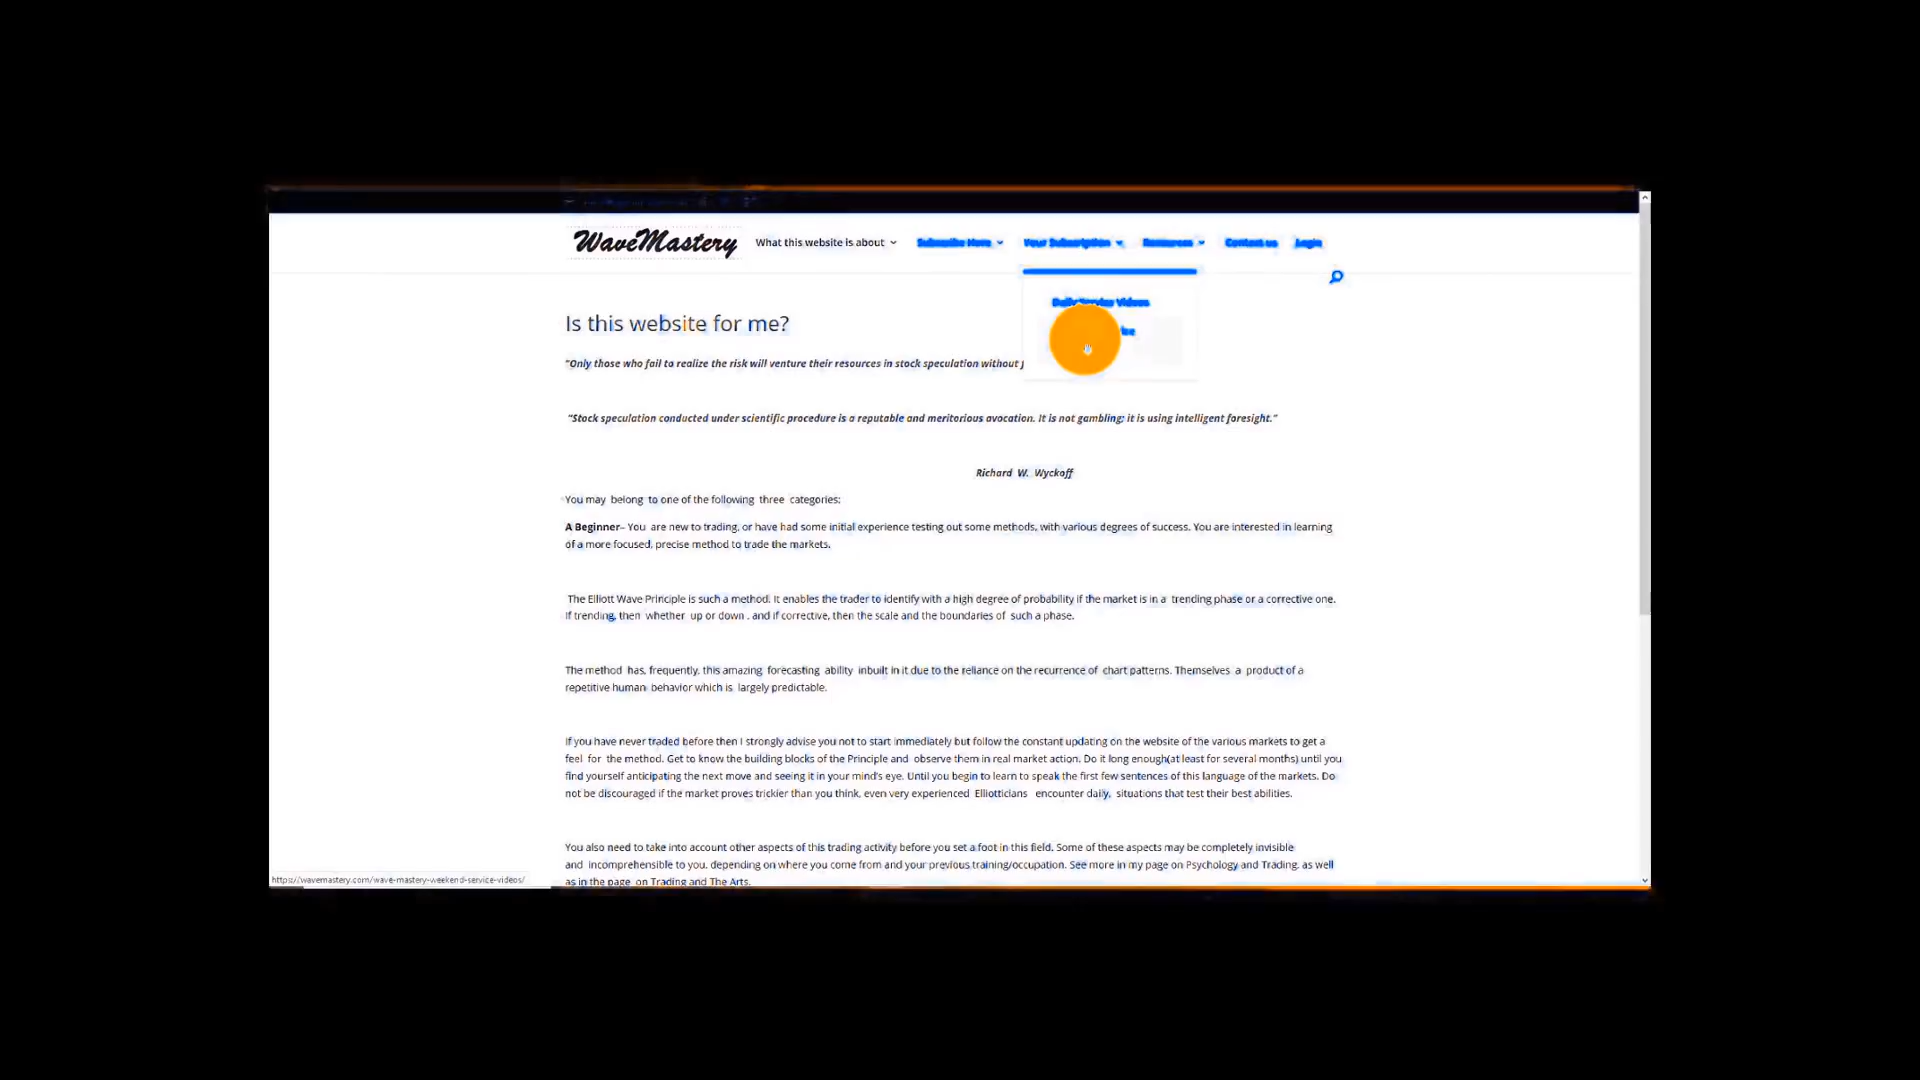 WaveMastery What this website is about Subscribe Here Your Subscription Resources Contact us Login
Daily Service Videos
Is this website for me?
"Only those who fail to realize the risk will venture their resources in stock speculation without
"Stock speculation conducted under scientific procedure is a reputable and meritorious avocation. It is not gambling; it is using intelligent foresight."
Richard W. Wyckoff
You may belong to one of the following three categories:
A Beginner– You are new to trading, or have had some initial experience testing out some methods, with various degrees of success. You are interested in learning
of a more focused, precise method to trade the markets.
The Elliott Wave Principle is such a method. It enables the trader to identify with a high degree of probability if the market is in a trending phase or a corrective one.
If trending, then whether up or down . and if corrective, then the scale and the boundaries of such a phase.
The method has, frequently, this amazing forecasting ability inbuilt in it due to the reliance on the recurrence of chart patterns. Themselves a product of a
repetitive human behavior which is largely predictable.
If you have never traded before then I strongly advise you not to start immediately but follow the constant updating on the website of the various markets to get a
feel for the method. Get to know the building blocks of the Principle and observe them in real market action. Do it long enough(at least for several months) until you
find yourself anticipating the next move and seeing it in your mind's eye. Until you begin to learn to speak the first few sentences of this language of the markets. Do
not be discouraged if the market proves trickier than you think, even very experienced Elliotticians encounter daily, situations that test their best abilities.
You also need to take into account other aspects of this trading activity before you set a foot in this field. Some of these aspects may be completely invisible
and incomprehensible to you, depending on where you come from and your previous training/occupation. See more in my page on Psychology and Trading, as well
as in the page on Trading and The Arts.
https://wavemastery.com/wave-mastery-weekend-service-videos/